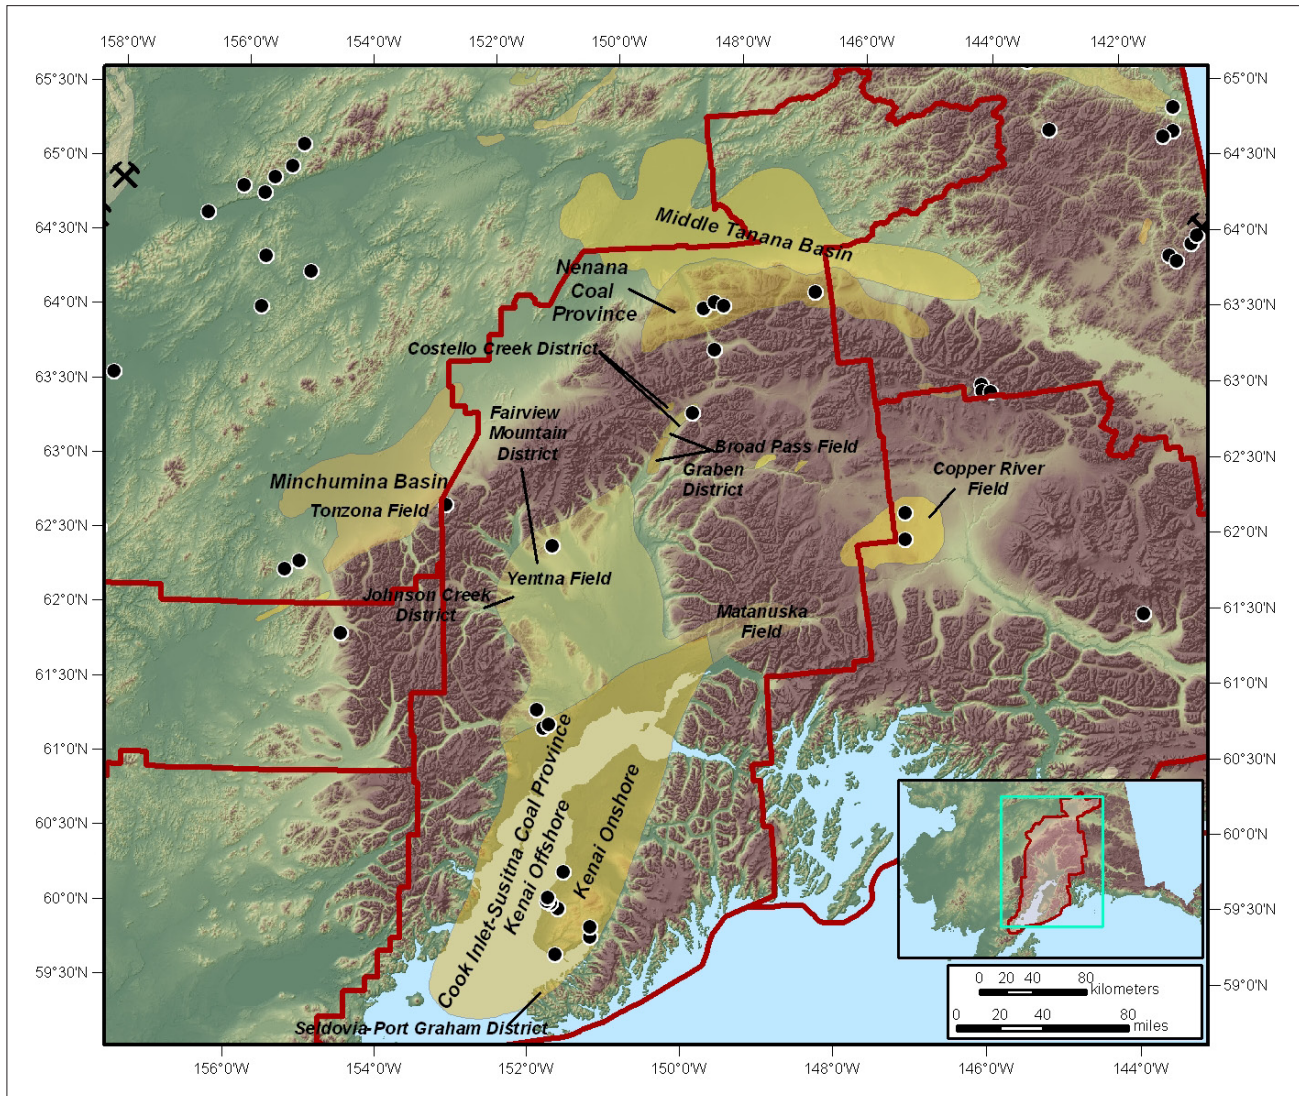 158°0'W 156°0'W 154°0'W 152°0'W 150°0'W 148°0'W 146°0'W 144°0'W 142°0'W
65°30'N
65°0'N
64°30'N
64°0'N
63°30'N
63°0'N
62°30'N
62°0'N
61°30'N
61°0'N
60°30'N
60°0'N
59°30'N
65°0'N
64°30'N
64°0'N
63°30'N
63°0'N
62°30'N
62°0'N
61°30'N
61°0'N
60°30'N
60°0'N
59°30'N
59°0'N
Middle Tanana Basin
Nenana
Coal
Province
Costello Creek District
Fairview
Mountain
District
Broad Pass Field
Graben
District
Copper River
Field
Minchumina Basin
Tonzona Field
Yentna Field
Johnson Creek
District
Matanuska
Field
Cook Inlet-Susitna Coal Province
Kenai Offshore
Kenai Onshore
Seldovia-Port Graham District
0 20 40 80
kilometers
0 20 40 80
miles
156°0'W 154°0'W 152°0'W 150°0'W 148°0'W 146°0'W 144°0'W